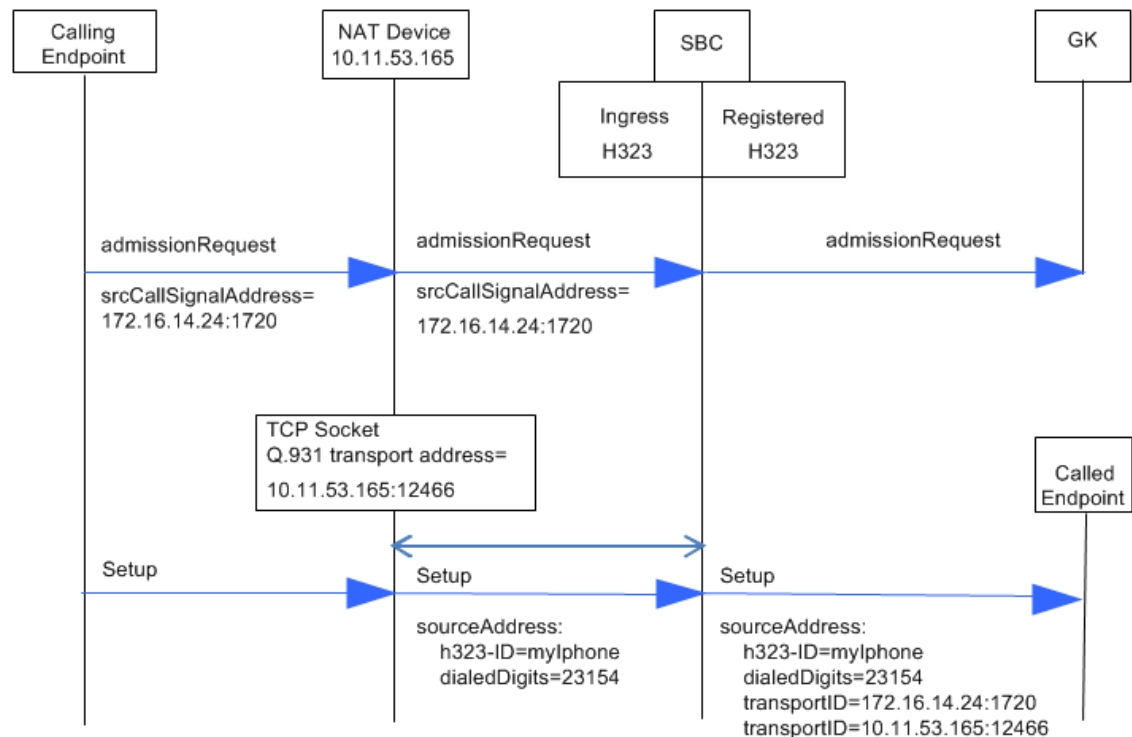 Calling
Endpoint
NAT Device
10.11.53.165
SBC
GK
Ingress
H323
Registered
H323
admissionRequest
admissionRequest
admissionRequest
srcCallSignalAddress=
172.16.14.24:1720
srcCallSignalAddress=
172.16.14.24:1720
TCP Socket
Q.931 transport address=
10.11.53.165:12466
Called
Endpoint
Setup
Setup
Setup
sourceAddress:
h323-ID=myIphone
dialedDigits=23154
sourceAddress:
h323-ID=myIphone
dialedDigits=23154
transportID=172.16.14.24:1720
transportID=10.11.53.165:12466